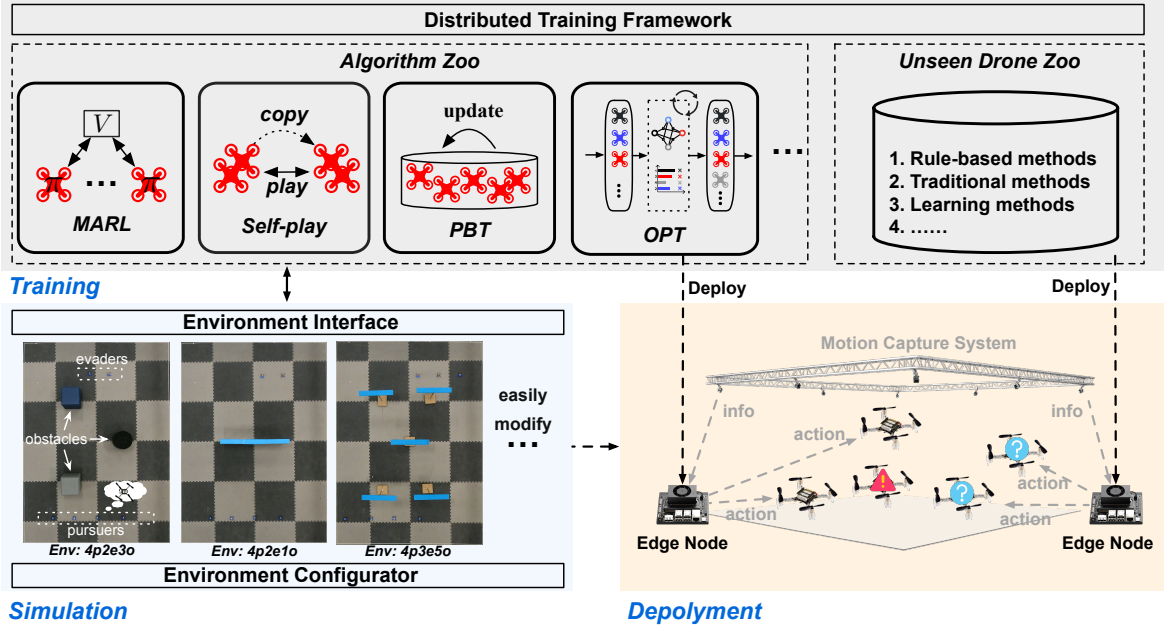 Distributed Training Framework
Algorithm Zoo
V
π ... π
MARL
copy
play
Self-play
update
PBT
OPT
...
Unseen Drone Zoo
1. Rule-based methods
2. Traditional methods
3. Learning methods
4. ......
Training
Deploy
Deploy
Environment Interface
evaders
obstacles
pursuers
Env: 4p2e3o
Env: 4p2e1o
Env: 4p3e5o
easily
modify
...
Environment Configurator
Simulation
Motion Capture System
info
info
action
action
action
action
?
?
!
Edge Node
Edge Node
Depolyment